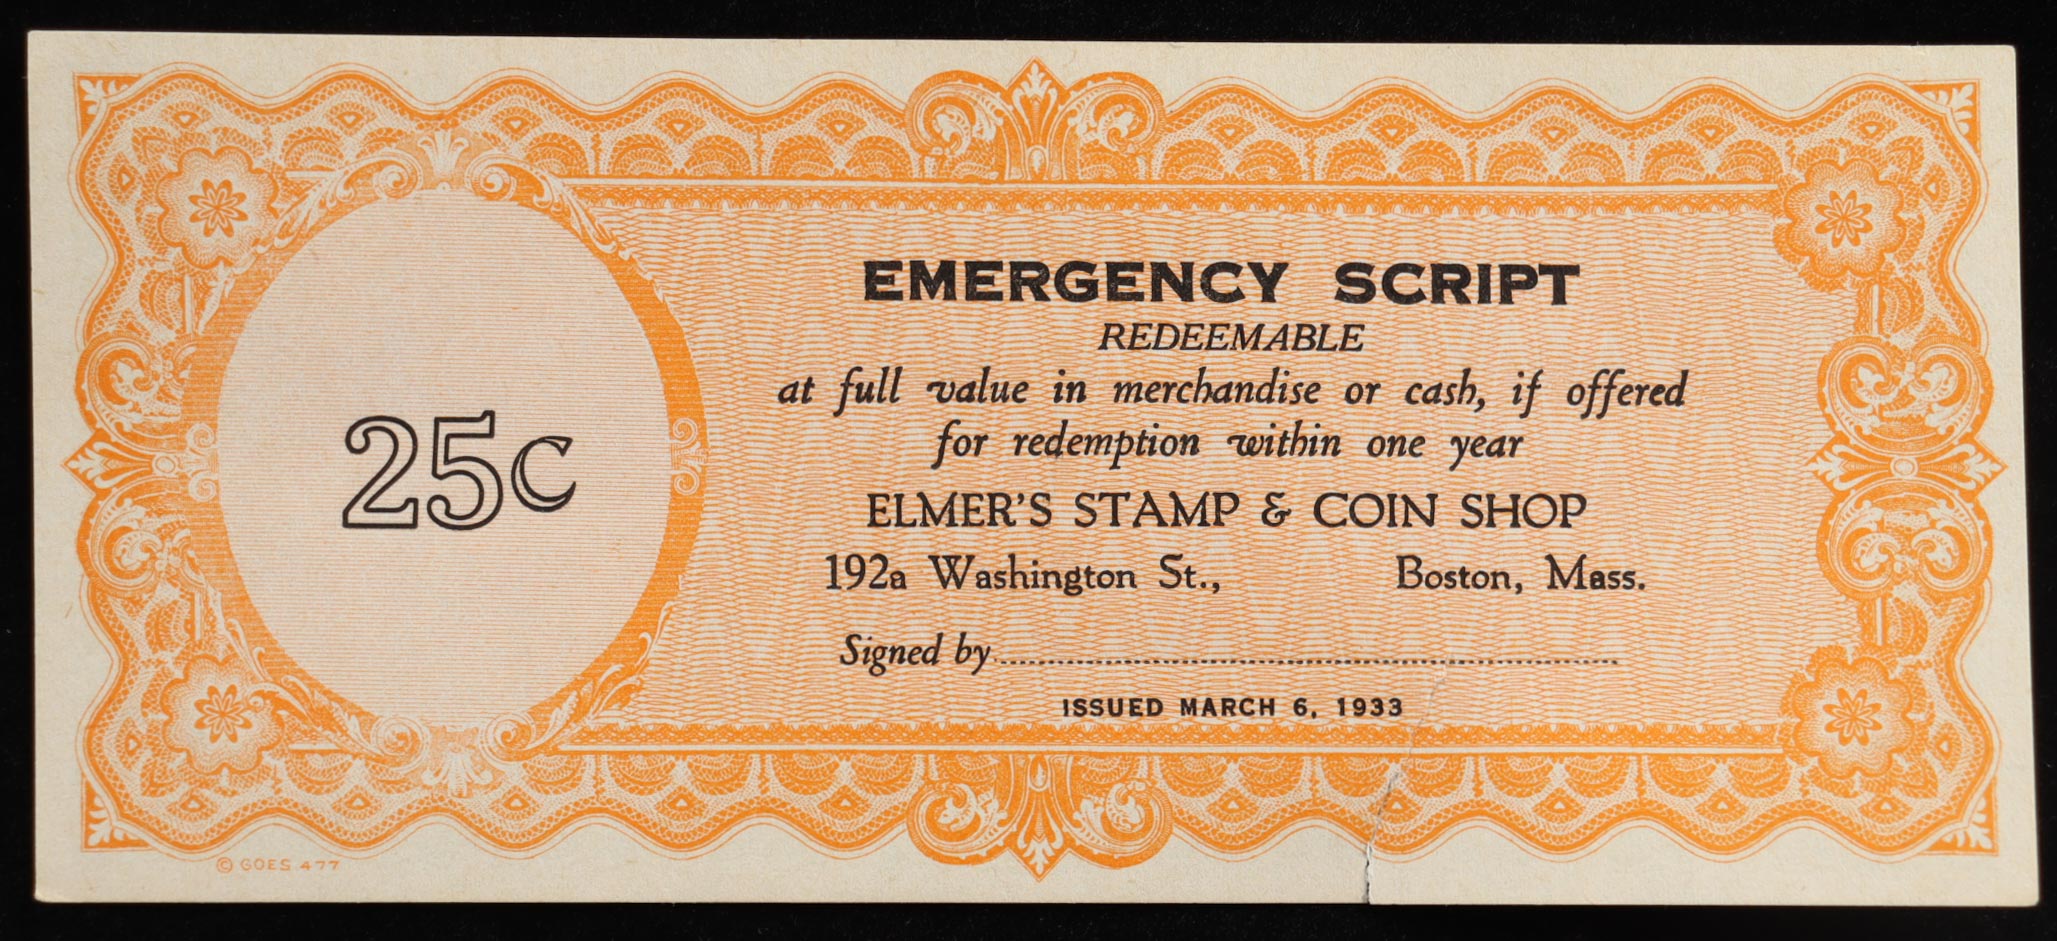 EMERGENCY SCRIPT
REDEEMABLE
at full value in merchandise or cash, if offered
for redemption within one year
ELMER'S STAMP & COIN SHOP
192a Washington St., Boston, Mass.
25c
Signed by
ISSUED MARCH 6, 1933
© GOES 477